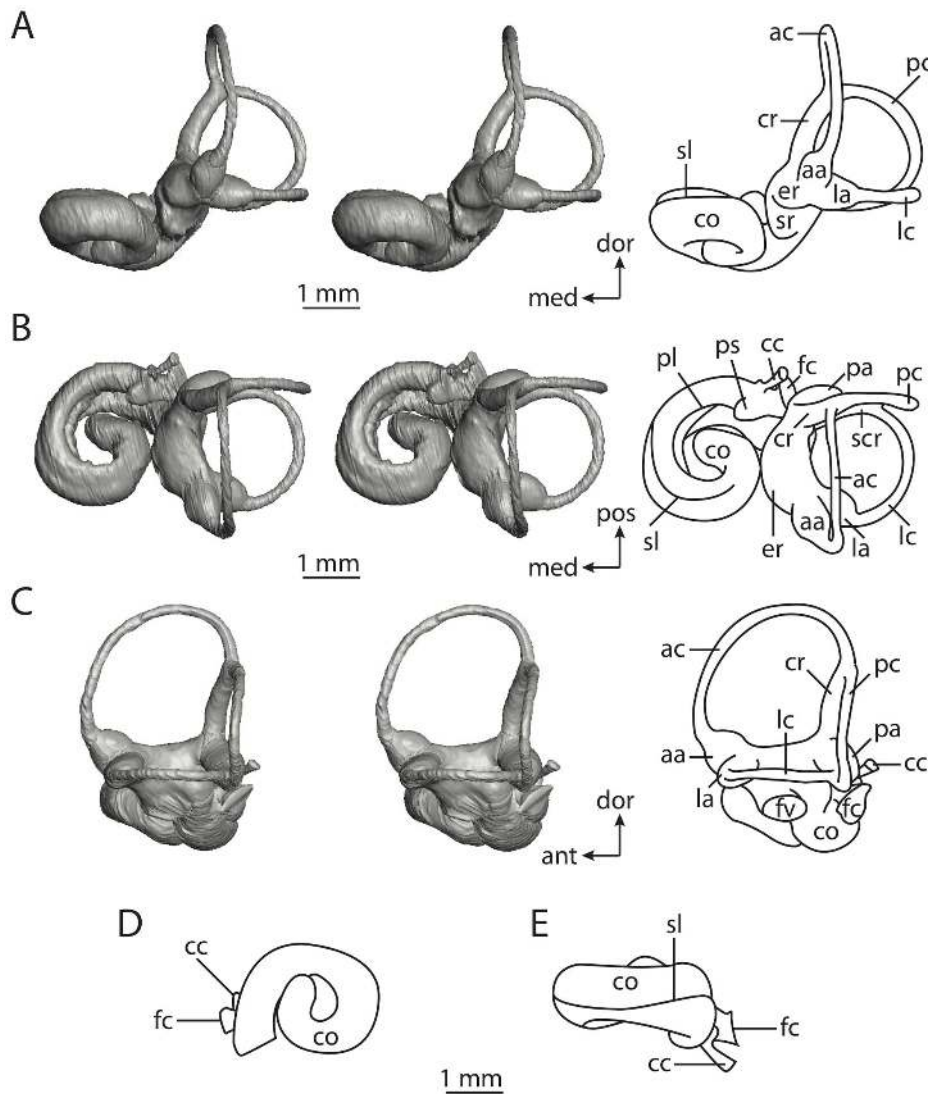 A
ac
pc
cr
sl
aa
er
la
co
sr
lc
dor
med
1 mm
B
pl
ps
cc
fc
pa
pc
co
cr
scr
ac
aa
sl
er
la
lc
pos
med
1 mm
C
ac
cr
pc
lc
pa
aa
cc
la
fv
fc
co
dor
ant
D
cc
fc
co
E
sl
co
fc
cc
1 mm